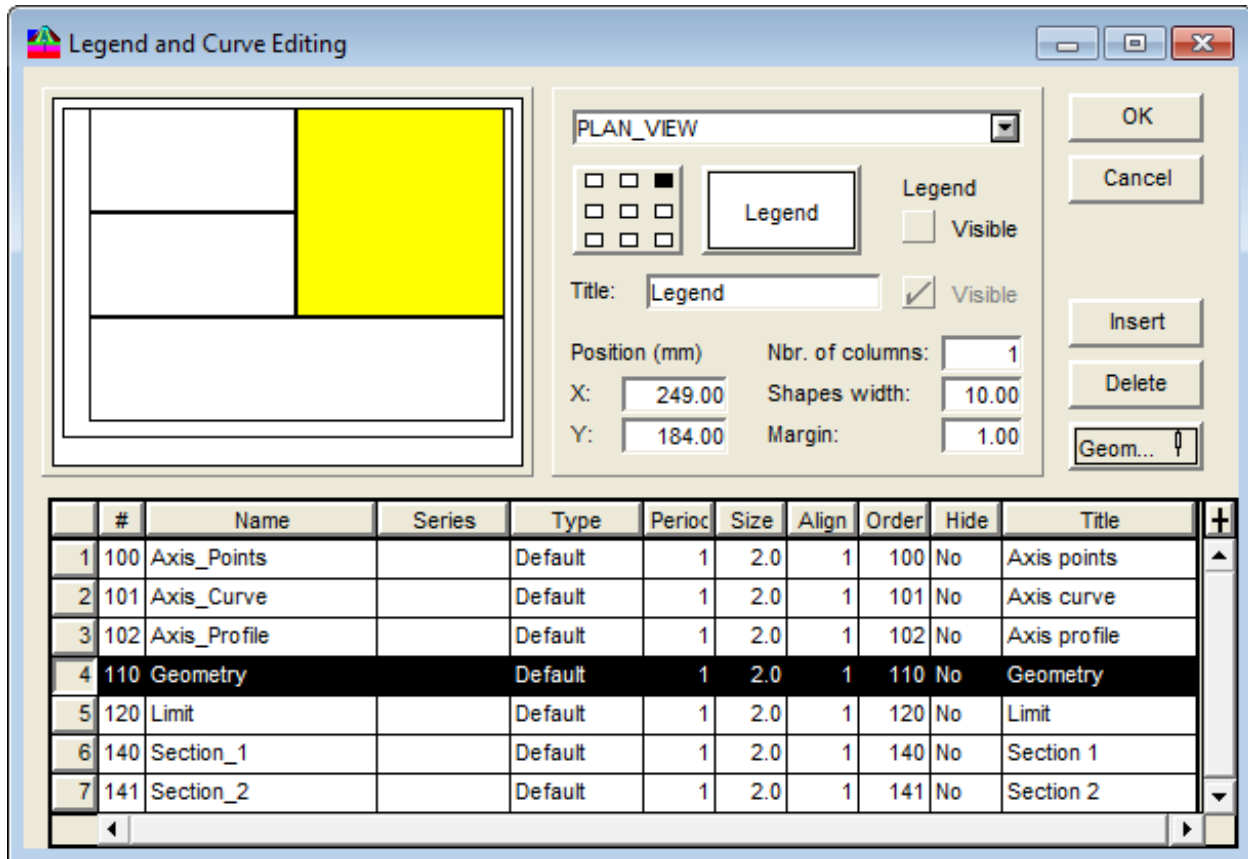 Legend and Curve Editing
PLAN_VIEW
OK
Cancel
Legend
Legend
Visible
Title: Legend Visible
Insert
Position (mm) Nbr. of columns: 1
Delete
X: 249.00 Shapes width: 10.00
Y: 184.00 Margin: 1.00
Geom...
# Name Series Type Period Size Align Order Hide Title +
1 100 Axis_Points Default 1 2.0 1 100 No Axis points
2 101 Axis_Curve Default 1 2.0 1 101 No Axis curve
3 102 Axis_Profile Default 1 2.0 1 102 No Axis profile
4 110 Geometry Default 1 2.0 1 110 No Geometry
5 120 Limit Default 1 2.0 1 120 No Limit
6 140 Section_1 Default 1 2.0 1 140 No Section 1
7 141 Section_2 Default 1 2.0 1 141 No Section 2